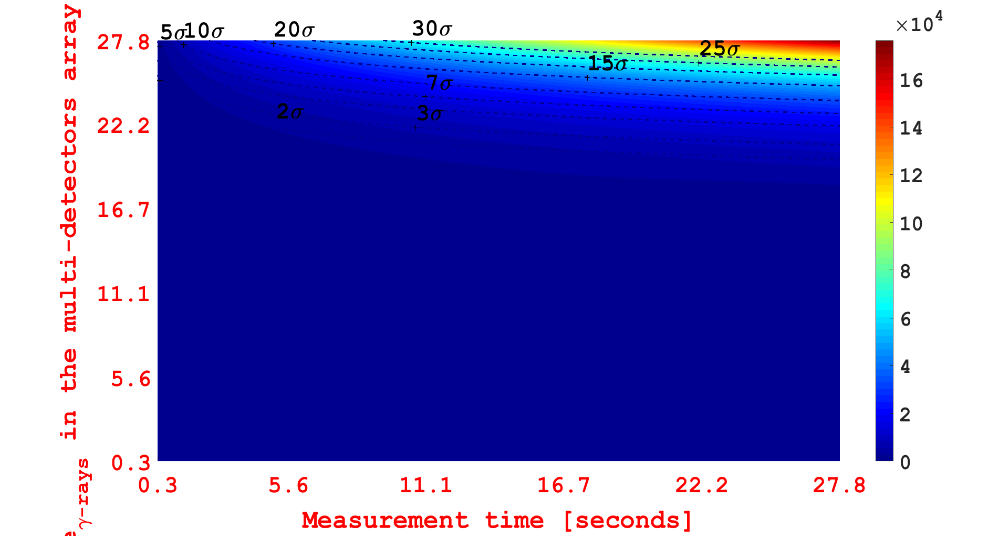 ×10⁴
5σ 10σ 20σ 30σ
27.8
25σ
15σ
7σ
2σ 3σ
22.2
16.7
11.1
5.6
0.3
in the multi-detectors array
γ-rays
0.3 5.6 11.1 16.7 22.2 27.8
Measurement time [seconds]
16
14
12
10
8
6
4
2
0